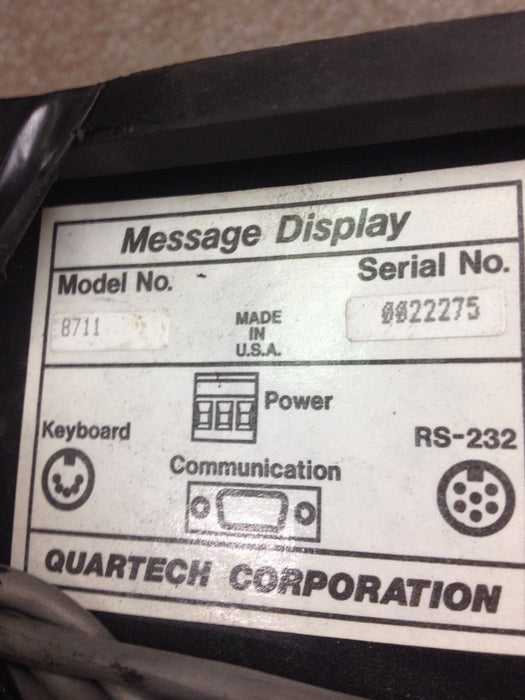 Message Display
Model No.
Serial No.
8711
MADE
IN
U.S.A.
0022275
Power
Keyboard
RS-232
Communication
QUARTECH CORPORATION